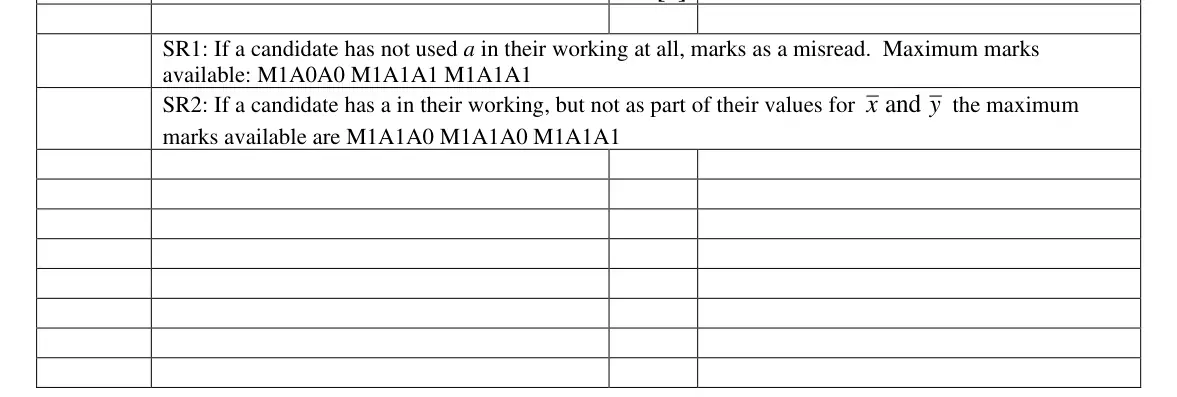 SR1: If a candidate has not used a in their working at all, marks as a misread. Maximum marks
available: M1A0A0 M1A1A1 M1A1A1
SR2: If a candidate has a in their working, but not as part of their values for x̅ and y̅ the maximum
marks available are M1A1A0 M1A1A0 M1A1A1